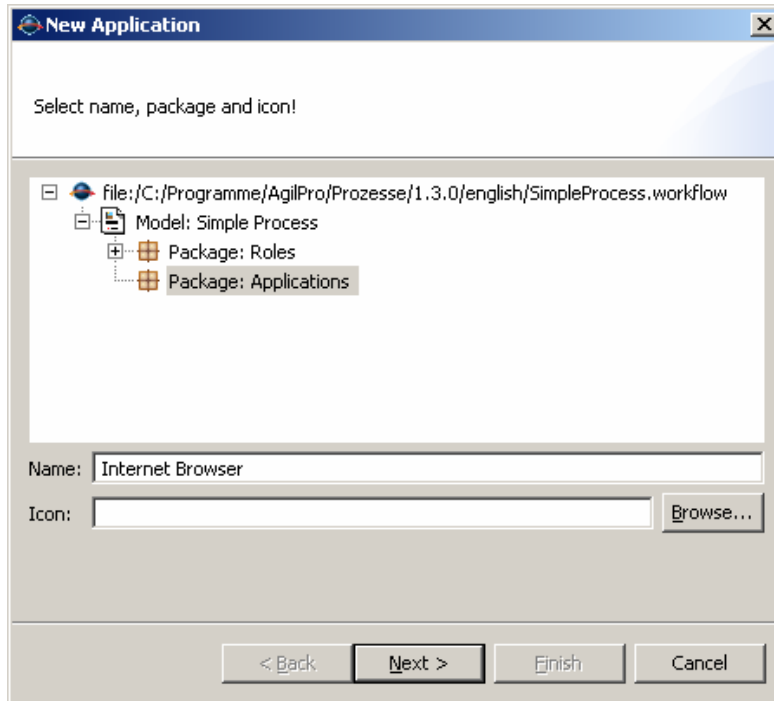 New Application
Select name, package and icon!
file:/C:/Programme/AgilPro/Prozesse/1.3.0/english/SimpleProcess.workflow
Model: Simple Process
Package: Roles
Package: Applications
Name: Internet Browser
Icon: Browse...
< Back Next > Finish Cancel